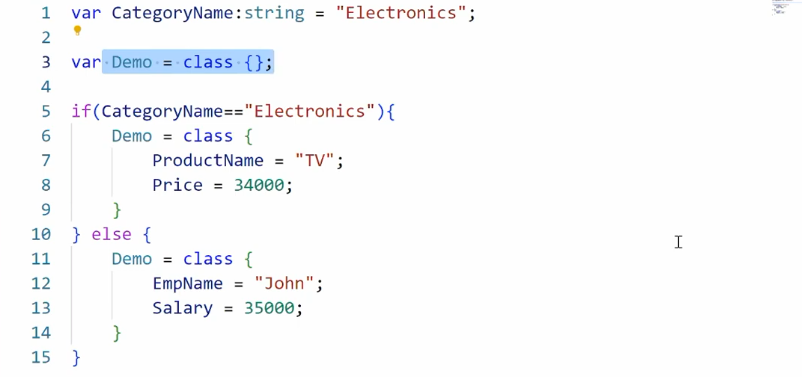 1 var CategoryName:string = "Electronics";
2
3 var Demo = class {};
4
5 if(CategoryName=="Electronics"){
6     Demo = class {
7         ProductName = "TV";
8         Price = 34000;
9     }
10 } else {
11     Demo = class {
12         EmpName = "John";
13         Salary = 35000;
14     }
15 }